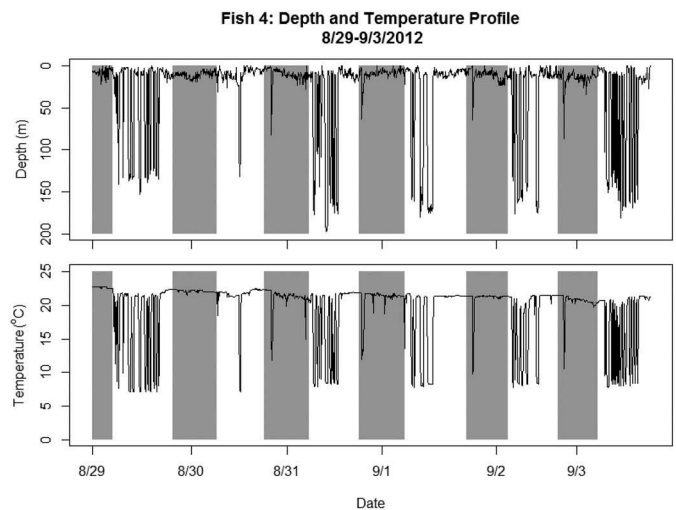 Fish 4: Depth and Temperature Profile
8/29-9/3/2012
Depth (m)
0
50
100
150
200
Temperature (°C)
25
20
15
10
5
0
8/29 8/30 8/31 9/1 9/2 9/3
Date